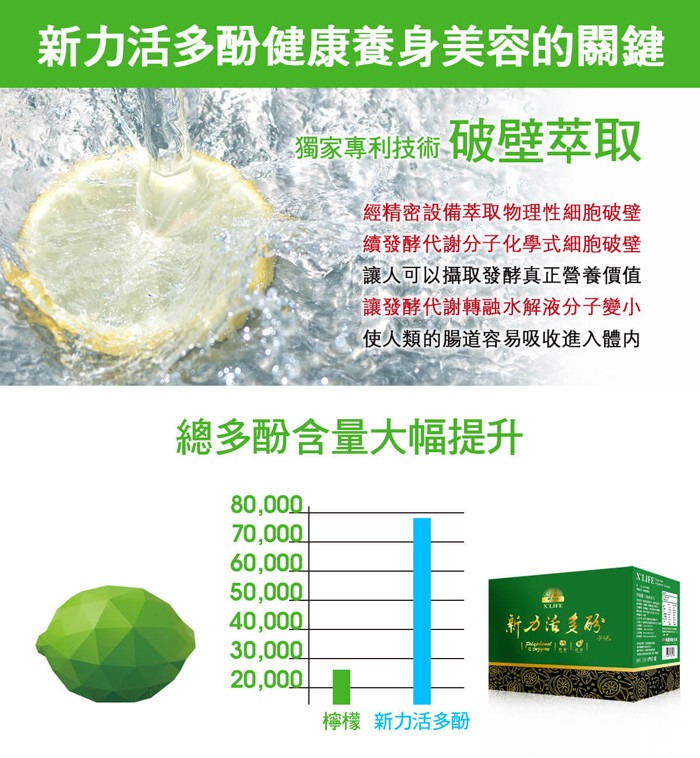 新力活多酚健康養身美容的關鍵
獨家專利技術 破壁萃取
經精密設備萃取物理性細胞破壁
續發酵代謝分子化學式細胞破壁
讓人可以攝取發酵真正營養價值
讓發酵代謝轉融水解液分子變小
使人類的腸道容易吸收進入體内
總多酚含量大幅提升
80,000
70,000
60,000
50,000
40,000
30,000
20,000
檸檬 新力活多酚
X'LIFE
新力活多酚
X'LIFE